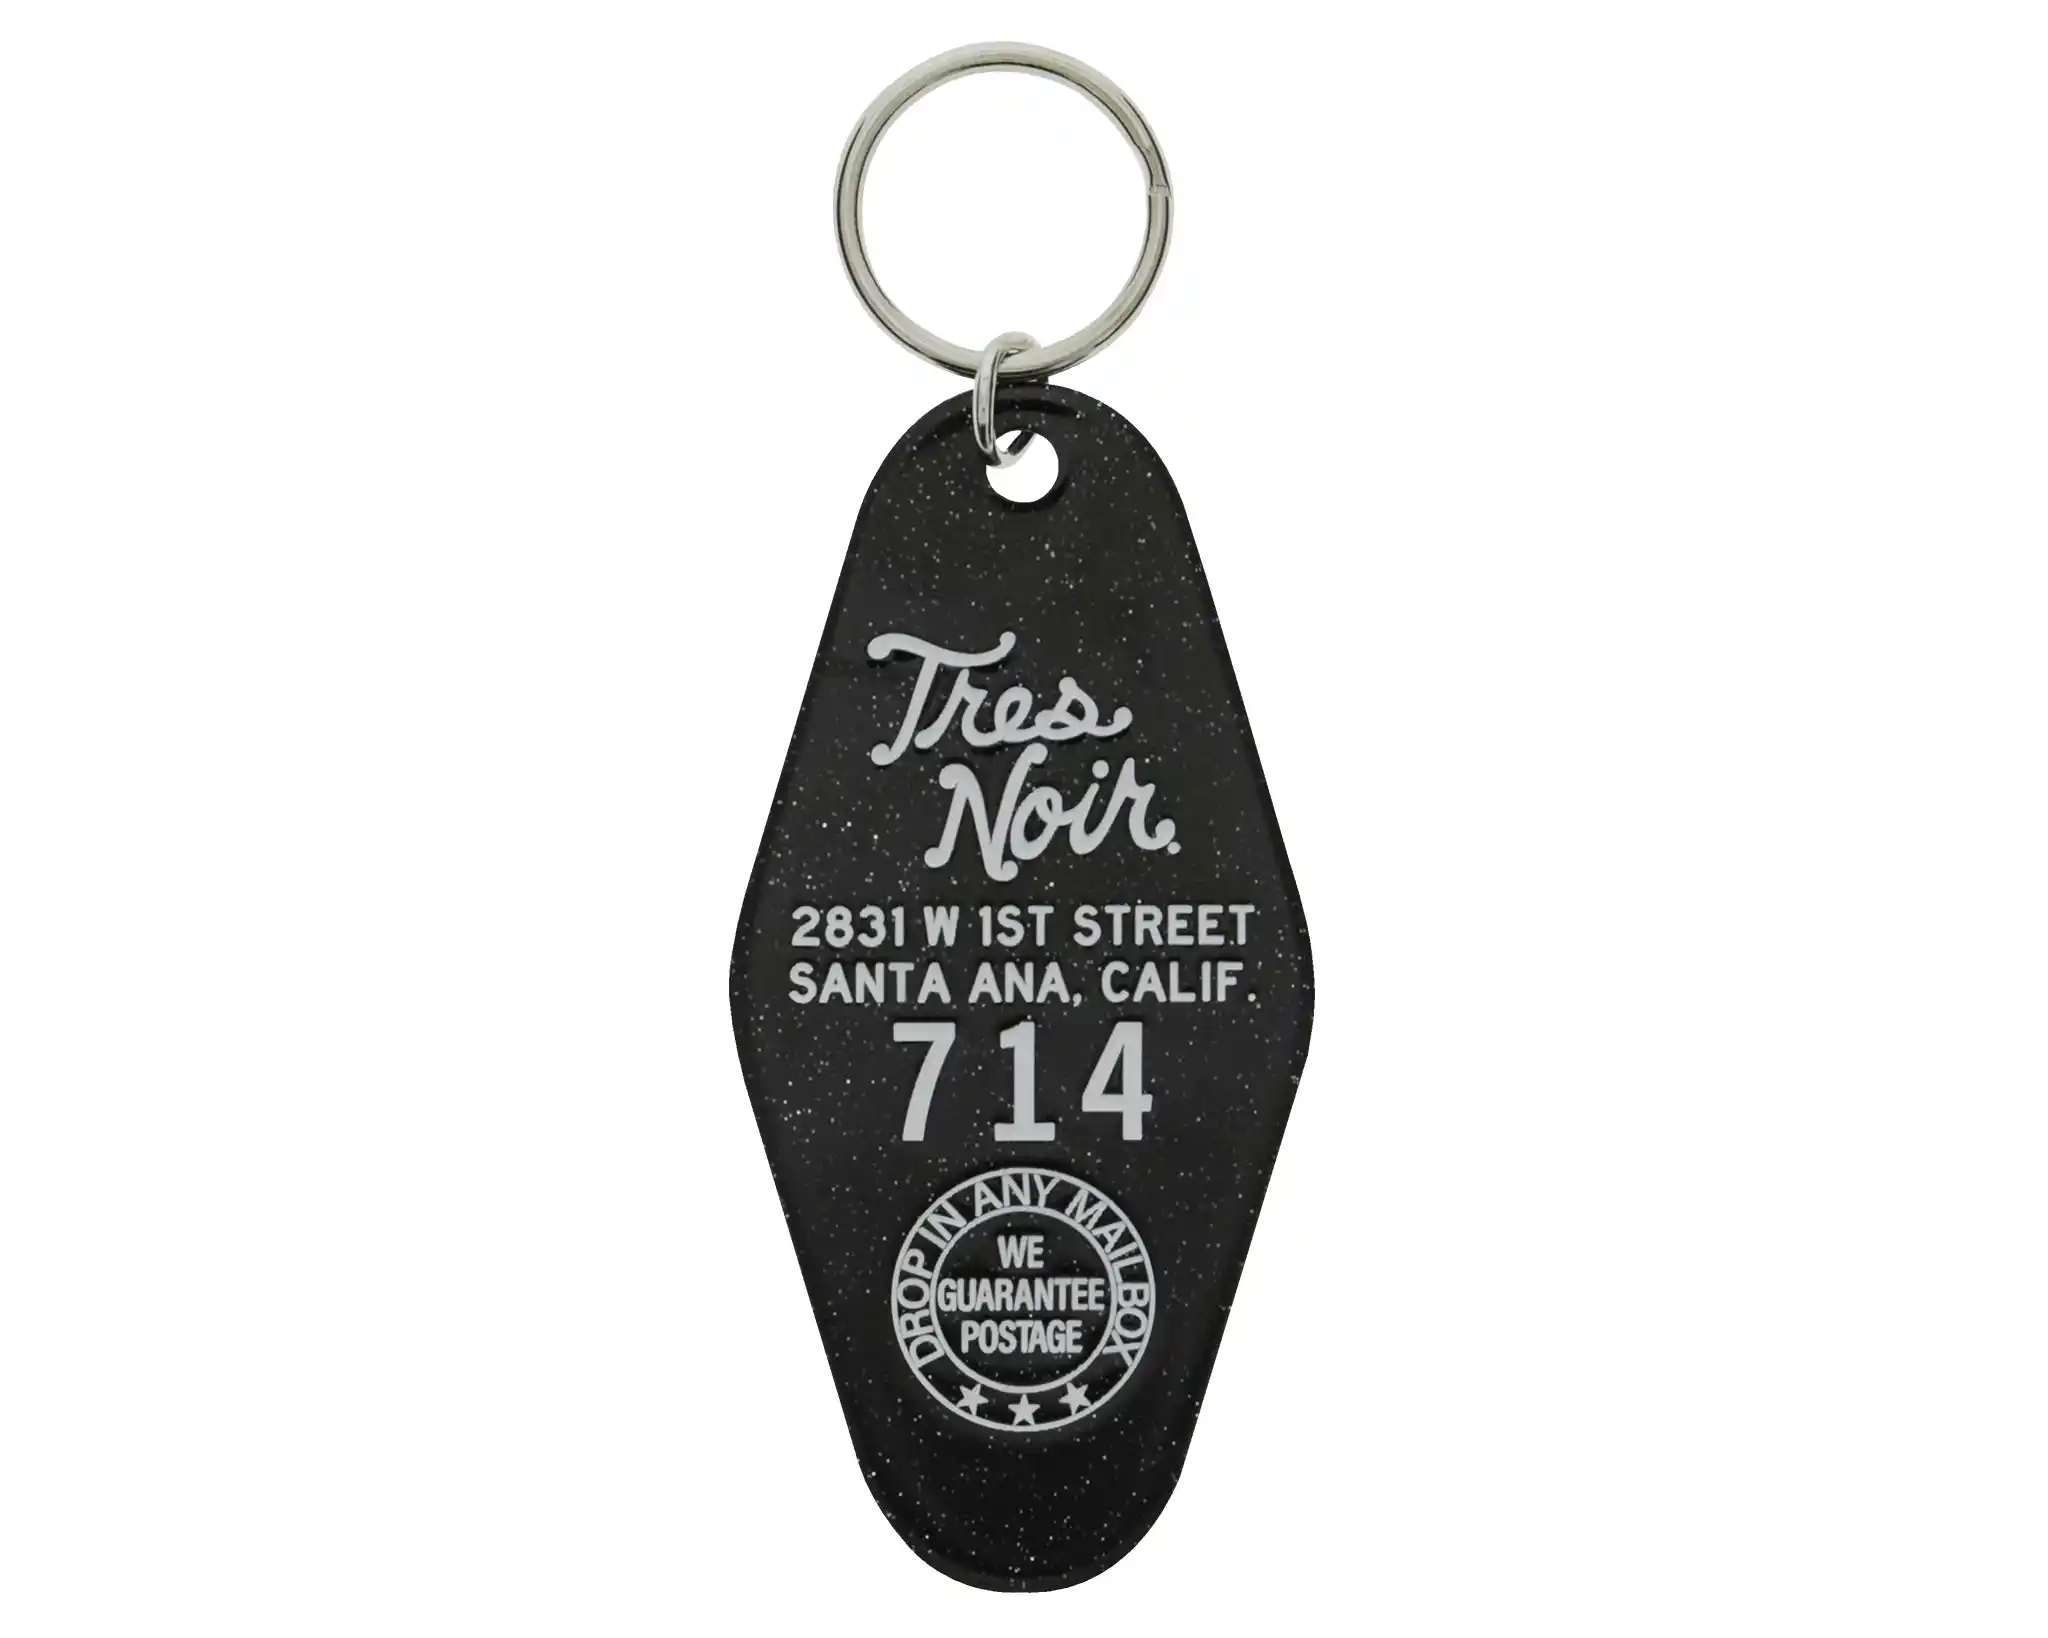 Tres
Noir.
2831 W 1ST STREET
SANTA ANA, CALIF.
714
DROP IN ANY MAILBOX
WE
GUARANTEE
POSTAGE